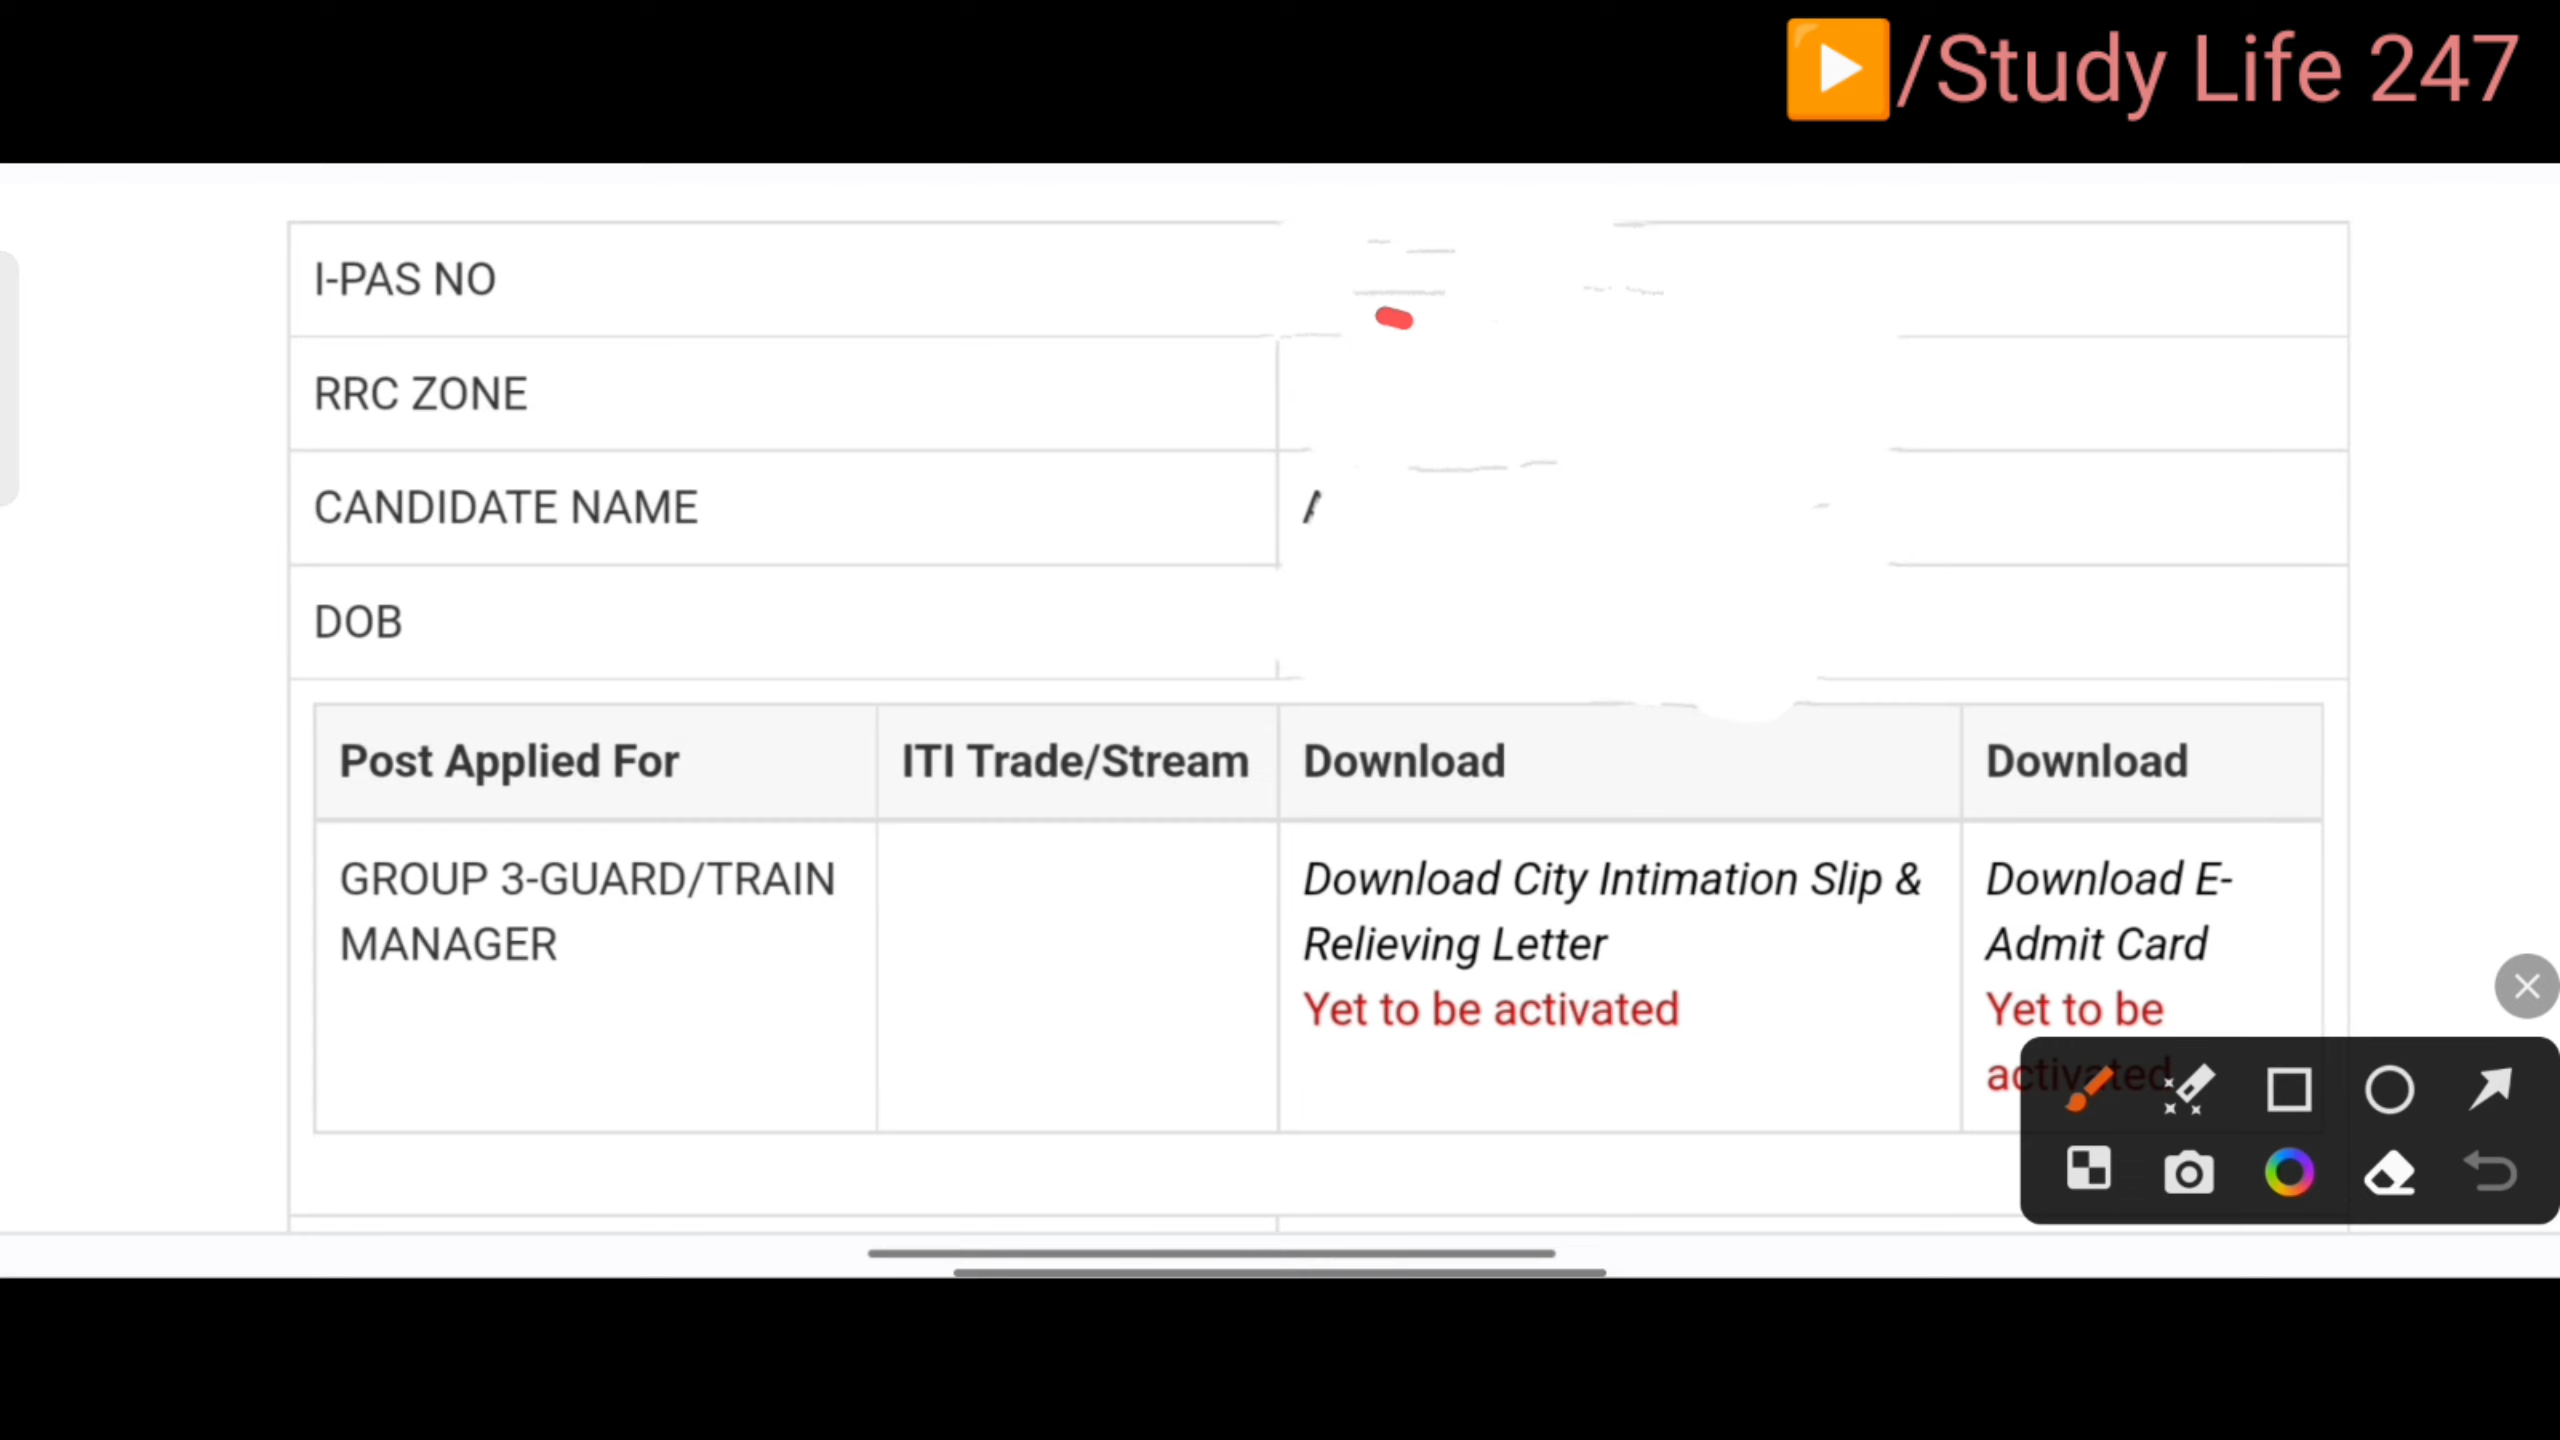 /Study Life 247
I-PAS NO
RRC ZONE
CANDIDATE NAME
DOB
Post Applied For
ITI Trade/Stream
Download
Download
GROUP 3-GUARD/TRAIN
MANAGER
Download City Intimation Slip &
Relieving Letter
Yet to be activated
Download E-
Admit Card
Yet to be
activated